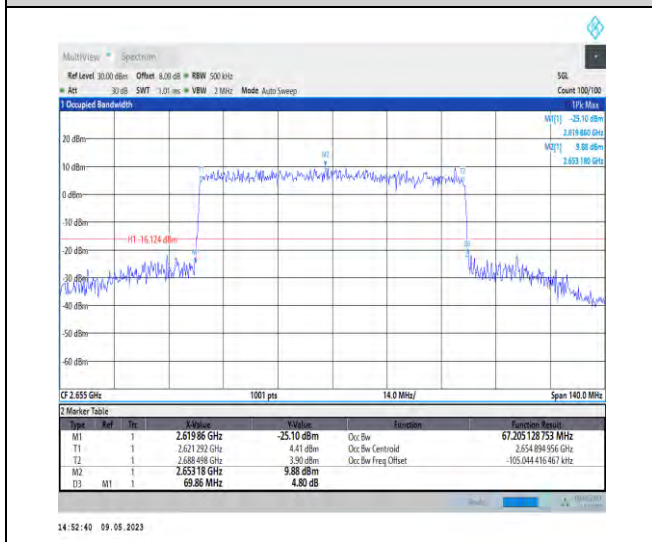 MultiView Spectrum
Ref Level 30.00 dBm Offset 8.00 dB RBW 500 kHz SGL
Att 30 dB SWT 1.01 ms VBW 2 MHz Mode Auto Sweep Count 100/100
1 Occupied Bandwidth 1Pk Max
M1[1] -25.10 dBm
2.619 860 GHz
M2[1] 9.88 dBm
2.653 180 GHz
20 dBm
M2
10 dBm
0 dBm
-10 dBm
H1 -16.124 dBm
-20 dBm
-30 dBm
-40 dBm
-50 dBm
-60 dBm
CF 2.655 GHz 1001 pts 14.0 MHz/ Span 140.0 MHz
2 Marker Table
Type Ref Trc X-Value Y-Value Function Function Result
M1 1 2.619 86 GHz -25.10 dBm Occ Bw 67.205 128 753 MHz
T1 1 2.621 292 GHz 4.41 dBm Occ Bw Centroid 2.654 894 956 GHz
T2 1 2.688 498 GHz 3.90 dBm Occ Bw Freq Offset -105.044 416 467 kHz
M2 1 2.653 18 GHz 9.88 dBm
D3 M1 1 69.86 MHz 4.80 dB
14:52:40 09.05.2023